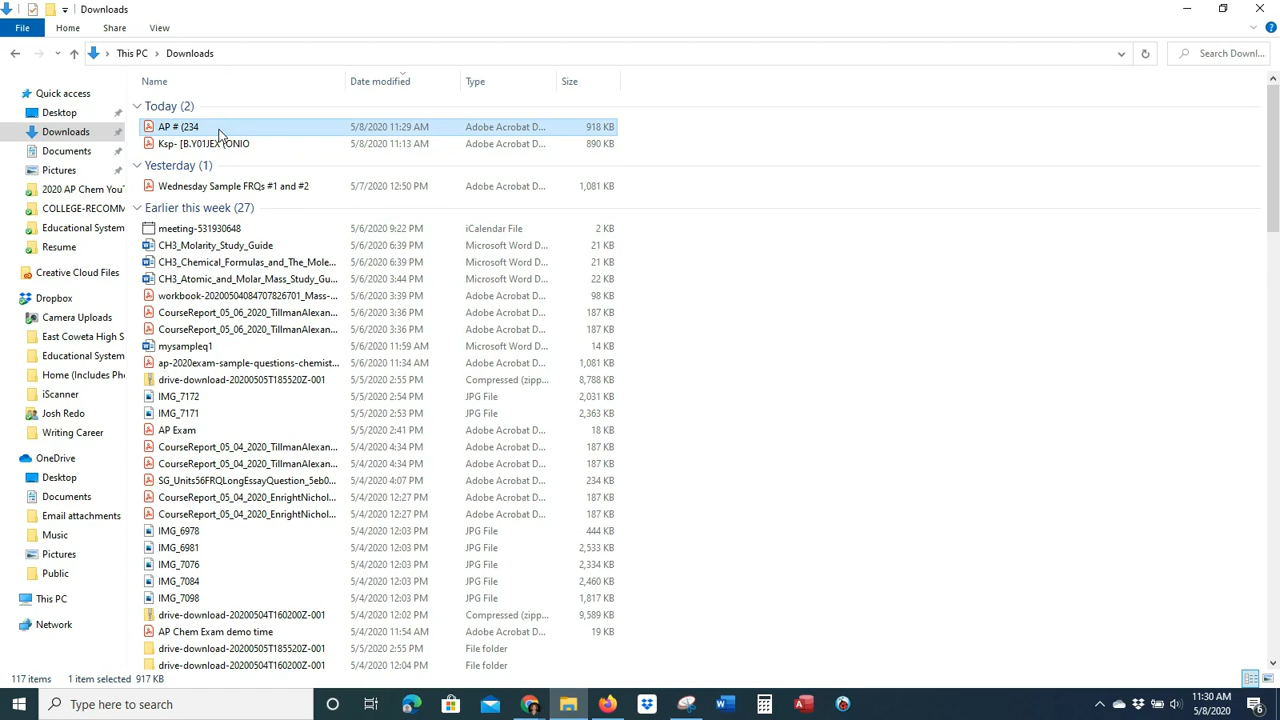 Downloads
File Home Share View
This PC Downloads Search Downl...
Name Date modified Type Size
Quick access
Desktop
Downloads
Documents
Pictures
2020 AP Chem You
COLLEGE-RECOMM
Educational System
Resume
Creative Cloud Files
Dropbox
Camera Uploads
East Coweta High S
Educational System
Home (Includes Ph
iScanner
Josh Redo
Writing Career
OneDrive
Desktop
Documents
Email attachments
Music
Pictures
Public
This PC
Network
Today (2)
AP # (234 5/8/2020 11:29 AM Adobe Acrobat D... 918 KB
Ksp- 5/8/2020 11:13 AM Adobe Acrobat D... 890 KB
Yesterday (1)
Wednesday Sample FRQs #1 and #2 5/7/2020 12:50 PM Adobe Acrobat D... 1,081 KB
Earlier this week (27)
meeting-531930648 5/6/2020 9:22 PM iCalendar File 2 KB
CH3_Molarity_Study_Guide 5/6/2020 6:39 PM Microsoft Word D... 21 KB
CH3_Chemical_Formulas_and_The_Mole... 5/6/2020 6:39 PM Microsoft Word D... 21 KB
CH3_Atomic_and_Molar_Mass_Study_Gu... 5/6/2020 3:44 PM Microsoft Word D... 22 KB
workbook-20200504084707826701_Mass-... 5/6/2020 3:39 PM Adobe Acrobat D... 98 KB
CourseReport_05_06_2020_TillmanAlexan... 5/6/2020 3:36 PM Adobe Acrobat D... 187 KB
CourseReport_05_06_2020_TillmanAlexan... 5/6/2020 3:36 PM Adobe Acrobat D... 187 KB
mysampleq1 5/6/2020 11:59 AM Microsoft Word D... 14 KB
ap-2020exam-sample-questions-chemist... 5/6/2020 11:34 AM Adobe Acrobat D... 1,081 KB
drive-download-20200505T185520Z-001 5/5/2020 2:55 PM Compressed (zipp... 8,788 KB
IMG_7172 5/5/2020 2:54 PM JPG File 2,031 KB
IMG_7171 5/5/2020 2:53 PM JPG File 2,363 KB
AP Exam 5/5/2020 2:41 PM Adobe Acrobat D... 18 KB
CourseReport_05_04_2020_TillmanAlexan... 5/4/2020 4:34 PM Adobe Acrobat D... 187 KB
CourseReport_05_04_2020_TillmanAlexan... 5/4/2020 4:34 PM Adobe Acrobat D... 187 KB
SG_Units56FRQLongEssayQuestion_5eb0... 5/4/2020 4:07 PM Adobe Acrobat D... 234 KB
CourseReport_05_04_2020_EnrightNichol... 5/4/2020 12:27 PM Adobe Acrobat D... 187 KB
CourseReport_05_04_2020_EnrightNichol... 5/4/2020 12:27 PM Adobe Acrobat D... 187 KB
IMG_6978 5/4/2020 12:03 PM JPG File 444 KB
IMG_6981 5/4/2020 12:03 PM JPG File 2,533 KB
IMG_7076 5/4/2020 12:03 PM JPG File 2,334 KB
IMG_7084 5/4/2020 12:03 PM JPG File 2,460 KB
IMG_7098 5/4/2020 12:03 PM JPG File 1,817 KB
drive-download-20200504T160200Z-001 5/4/2020 12:02 PM Compressed (zipp... 9,589 KB
AP Chem Exam demo time 5/4/2020 11:54 AM Adobe Acrobat D... 19 KB
drive-download-20200505T185520Z-001 5/5/2020 2:55 PM File folder
drive-download-20200504T160200Z-001 5/4/2020 12:04 PM File folder
117 items 1 item selected 917 KB
Type here to search
11:30 AM
5/8/2020
6